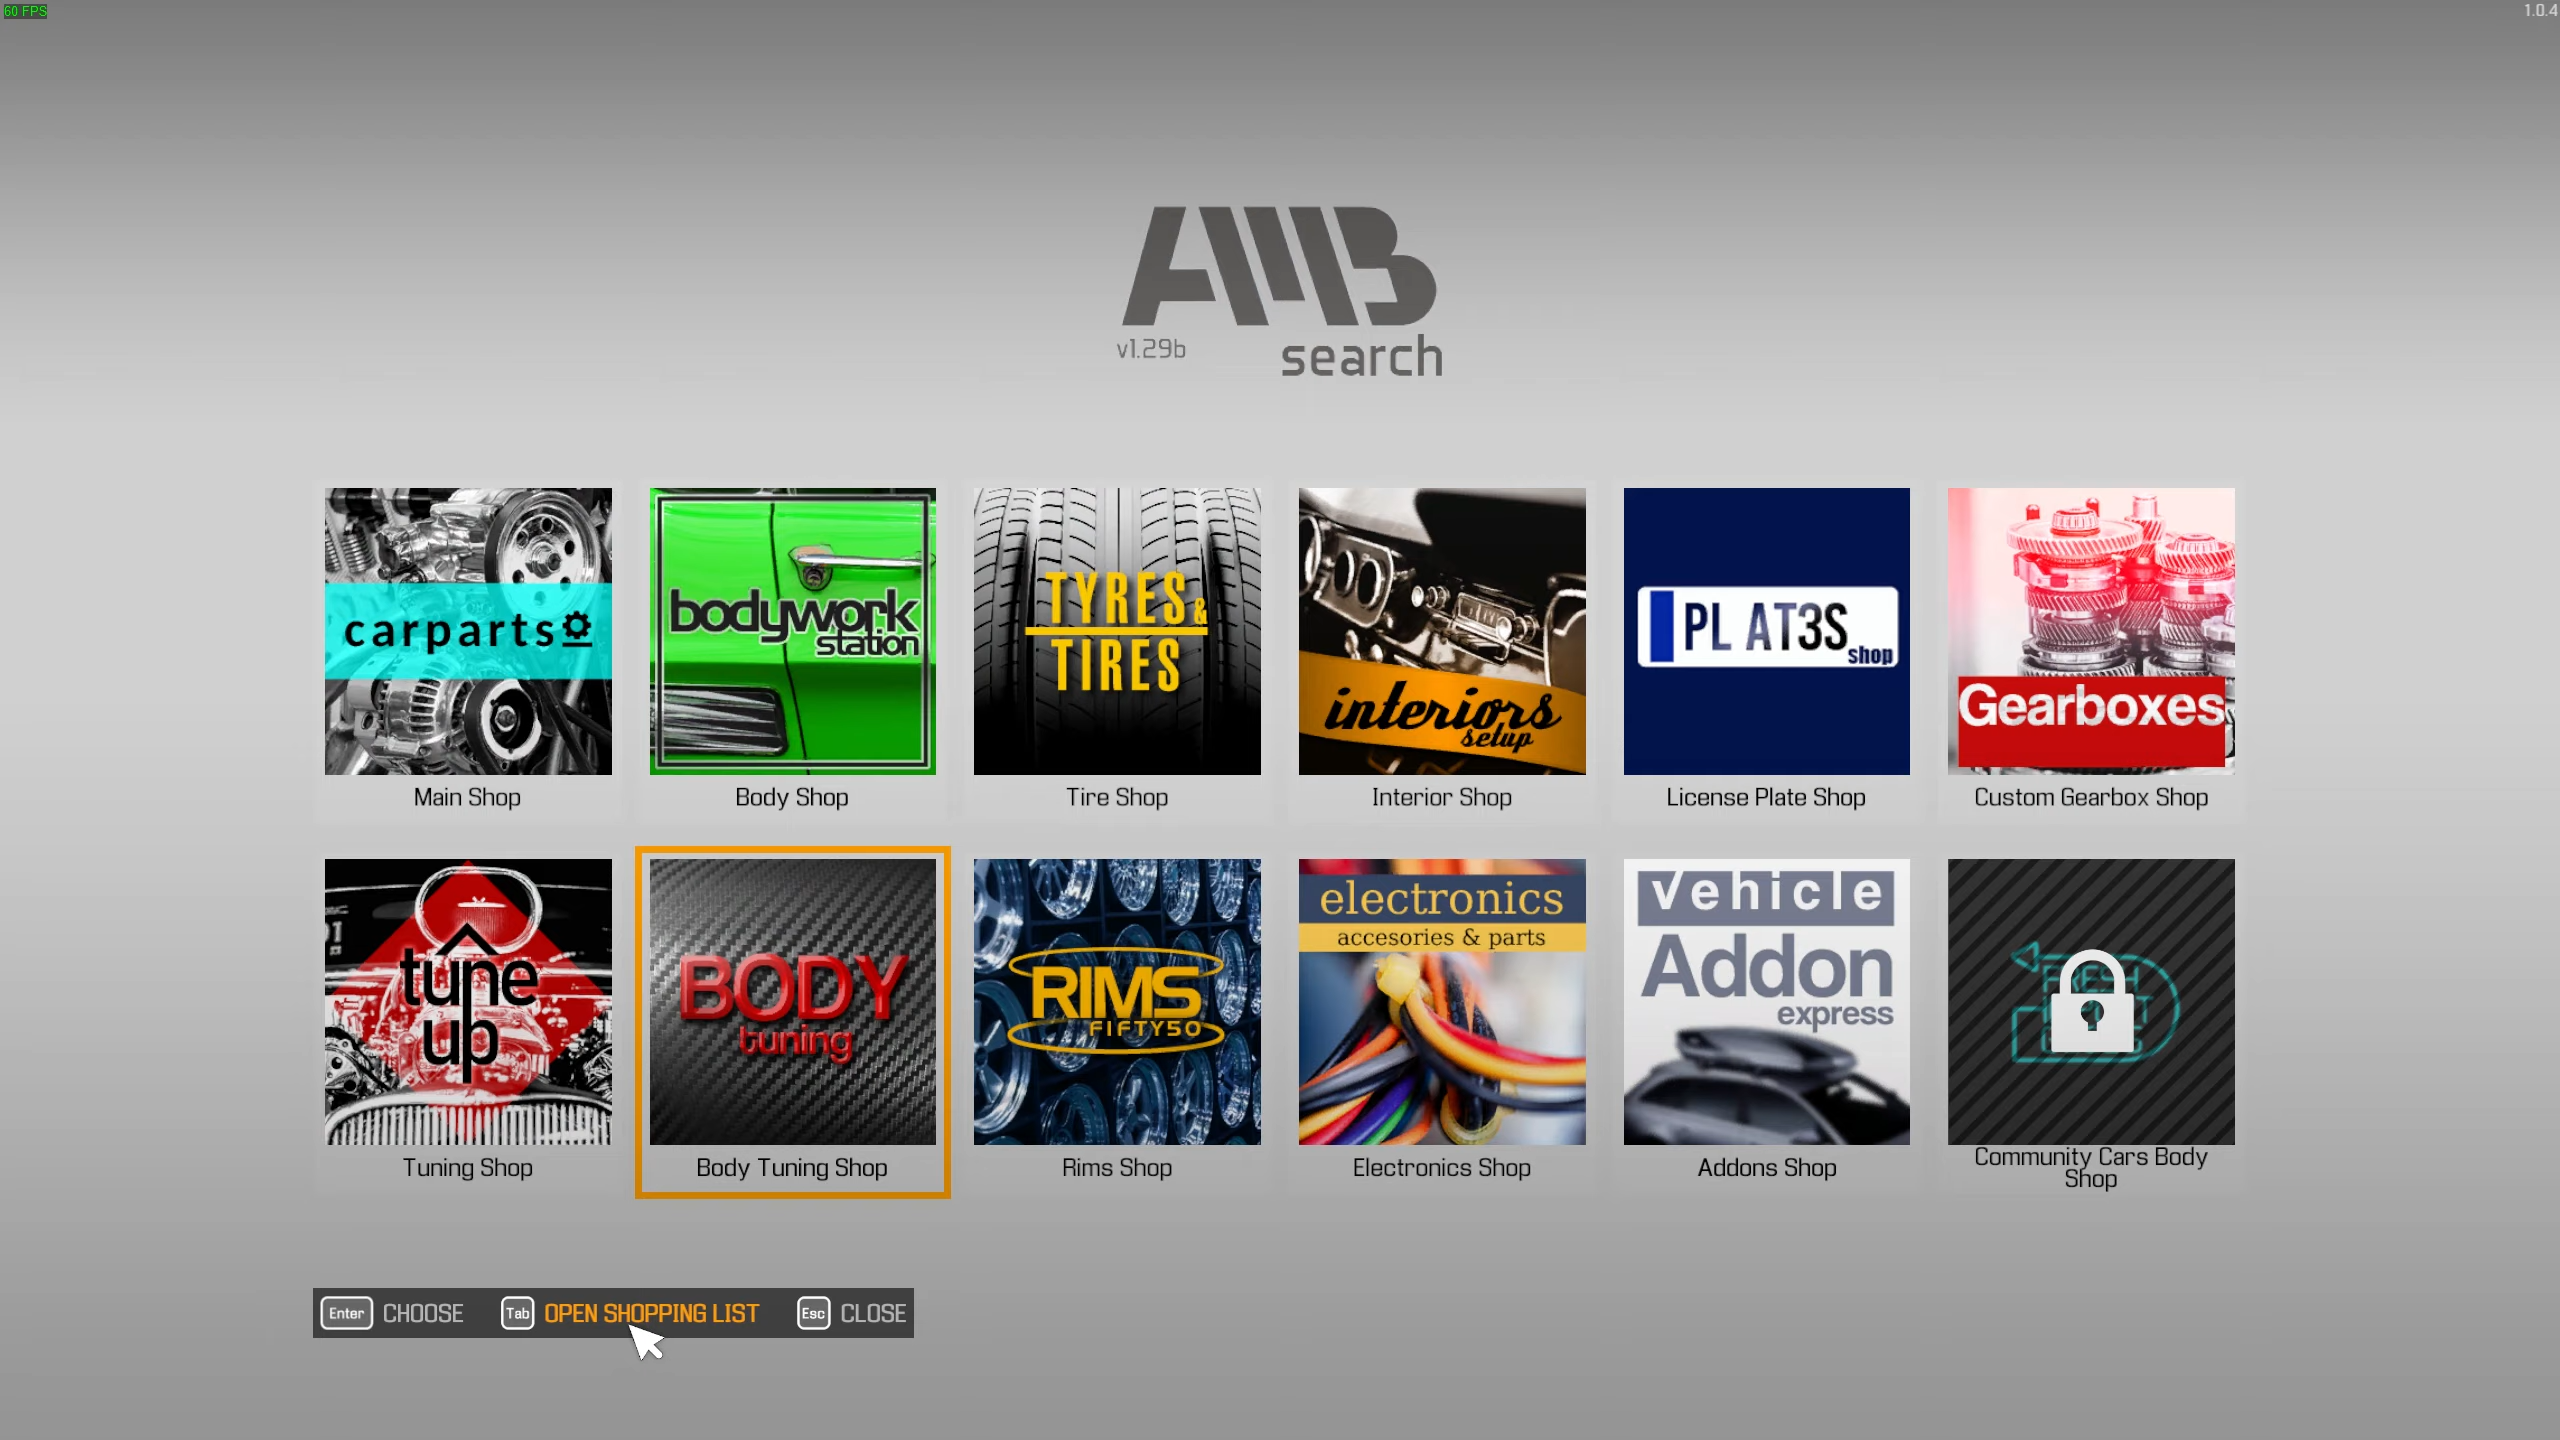 60 FPS
1.0.4
AMB
v1.29b
search
carparts
bodywork
station
TYRES &
TIRES
interiors
setup
PL AT3S
shop
Gearboxes
Main Shop
Body Shop
Tire Shop
Interior Shop
License Plate Shop
Custom Gearbox Shop
tune
up
BODY
tuning
RIMS
FIFTY50
electronics
accesories & parts
vehicle
Addon
express
Tuning Shop
Body Tuning Shop
Rims Shop
Electronics Shop
Addons Shop
Community Cars Body
Shop
Enter CHOOSE Tab OPEN SHOPPING LIST Esc CLOSE